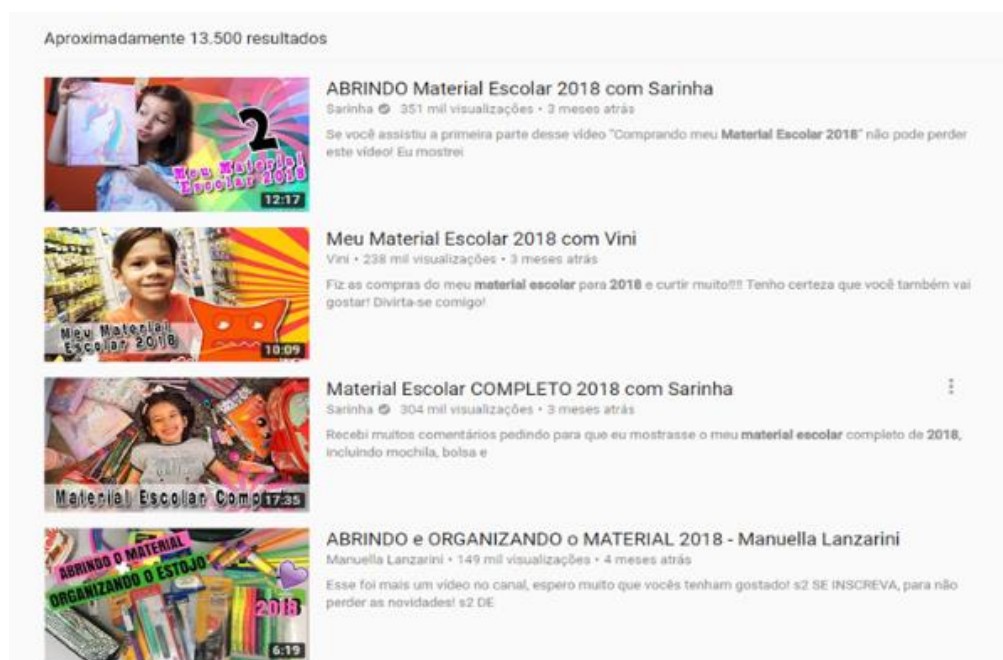 Aproximadamente 13.500 resultados
2
Meu Material
Escolar 2018
12:17
ABRINDO Material Escolar 2018 com Sarinha
Sarinha 351 mil visualizações • 3 meses atrás
Se você assistiu a primeira parte desse vídeo "Comprando meu Material Escolar 2018" não pode perder
este vídeo! Eu mostrei
Meu Material
Escolar 2018
10:09
Meu Material Escolar 2018 com Vini
Vini • 238 mil visualizações • 3 meses atrás
Fiz as compras do meu material escolar para 2018 e curtir muito!!!! Tenho certeza que você também vai
gostar! Divirta-se comigo!
Material Escolar Comp
17:35
Material Escolar COMPLETO 2018 com Sarinha
Sarinha 304 mil visualizações • 3 meses atrás
Recebi muitos comentários pedindo para que eu mostrasse o meu material escolar completo de 2018,
incluindo mochila, bolsa e
ABRINDO O MATERIAL
ORGANIZANDO O ESTOJO
2018
6:19
ABRINDO e ORGANIZANDO o MATERIAL 2018 - Manuella Lanzarini
Manuella Lanzarini • 149 mil visualizações • 4 meses atrás
Esse foi mais um vídeo no canal, espero muito que vocês tenham gostado! s2 SE INSCREVA, para não
perder as novidades! s2 DE